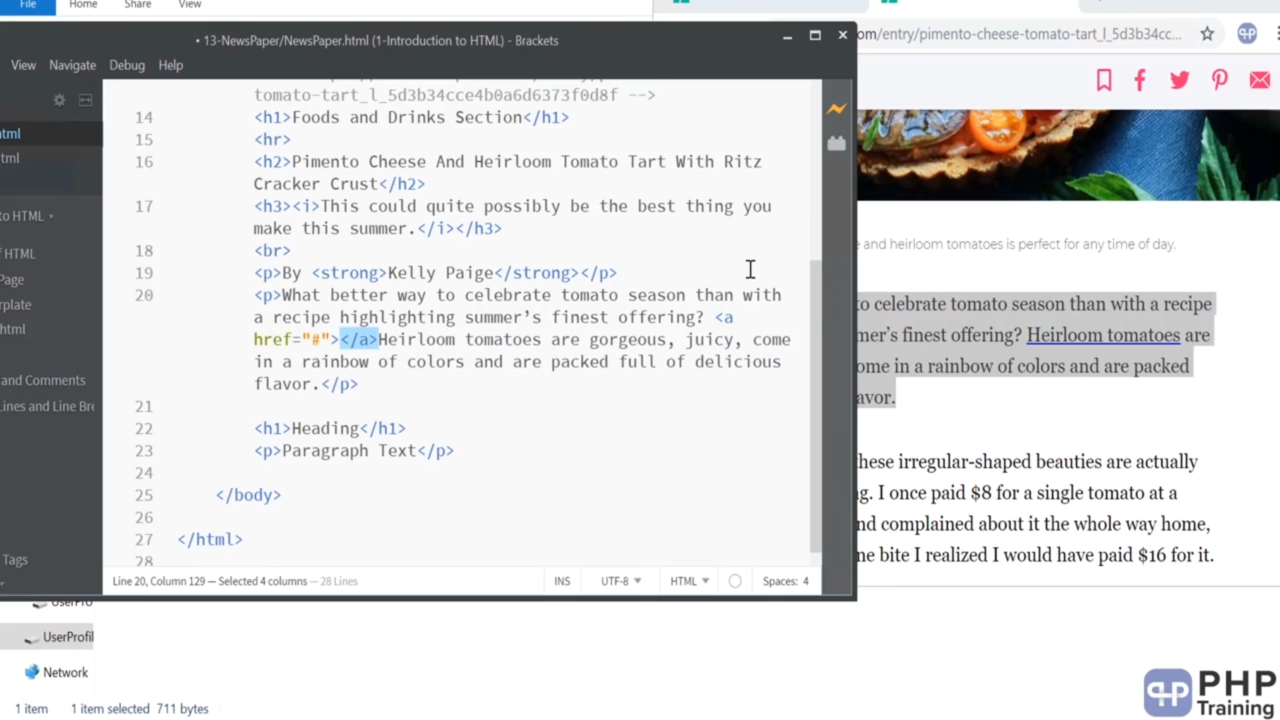 File Home Share View
• 13-NewsPaper/NewsPaper.html (1-Introduction to HTML) - Brackets
View Navigate Debug Help
html
tml
to HTML
f HTML
Page
mplate
html
and Comments
Lines and Line Bre
Tags
tomato-tart_l_5d3b34cce4b0a6d6373f0d8f -->
14 <h1>Foods and Drinks Section</h1>
15 <hr>
16 <h2>Pimento Cheese And Heirloom Tomato Tart With Ritz
Cracker Crust</h2>
17 <h3><i>This could quite possibly be the best thing you
make this summer.</i></h3>
18 <br>
19 <p>By <strong>Kelly Paige</strong></p>
20 <p>What better way to celebrate tomato season than with
a recipe highlighting summer’s finest offering? <a
href="#"></a>Heirloom tomatoes are gorgeous, juicy, come
in a rainbow of colors and are packed full of delicious
flavor.</p>
21
22 <h1>Heading</h1>
23 <p>Paragraph Text</p>
24
25 </body>
26
27 </html>
28
Line 20, Column 129 — Selected 4 columns — 28 Lines
INS UTF-8 HTML Spaces: 4
om/entry/pimento-cheese-tomato-tart_l_5d3b34cc...
e and heirloom tomatoes is perfect for any time of day.
to celebrate tomato season than with a recipe
mer’s finest offering? Heirloom tomatoes are
ome in a rainbow of colors and are packed
avor.
these irregular-shaped beauties are actually
g. I once paid $8 for a single tomato at a
nd complained about it the whole way home,
ne bite I realized I would have paid $16 for it.
UserPro
UserProfil
Network
1 item 1 item selected 711 bytes
PHP
Training